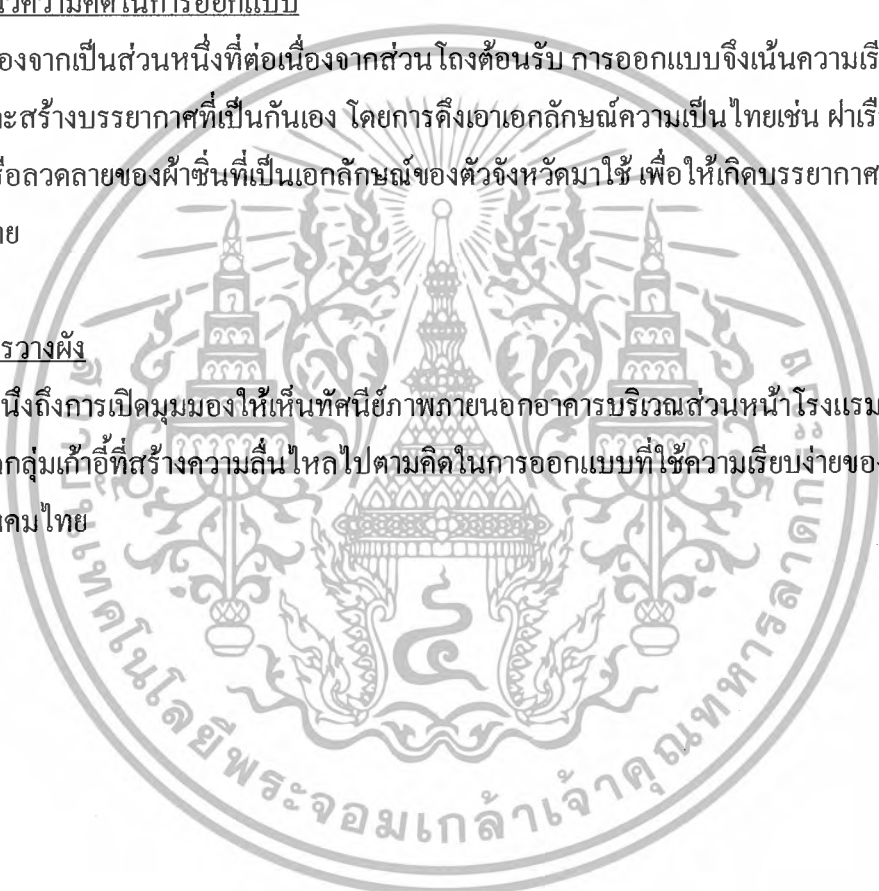 นวความคิดในการออกแบบ
องจากเป็นส่วนหนึ่งที่ต่อเนื่องจากส่วนโถงต้อนรับ การออกแบบจึงเน้นความเรี
ะสร้างบรรยากาศที่เป็นกันเอง โดยการดึงเอาเอกลักษณ์ความเป็นไทยเช่น ฝาเรื
รือลวดลายของผ้าซิ่นที่เป็นเอกลักษณ์ของตัวจังหวัดมาใช้ เพื่อให้เกิดบรรยากาศ
ทย
รวางผัง
นึ่งถึงการเปิดมุมมองให้เห็นทัศนีย์ภาพภายนอกอาคารบริเวณส่วนหน้าโรงแรม
ดกลุ่มเก้าอี้ที่สร้างความลื่นไหลไปตามคิดในการออกแบบที่ใช้ความเรียบง่ายของ
งคมไทย
เทคโนโลยีพระจอมเกล้าเจ้าคุณทหารลาดกระบัง